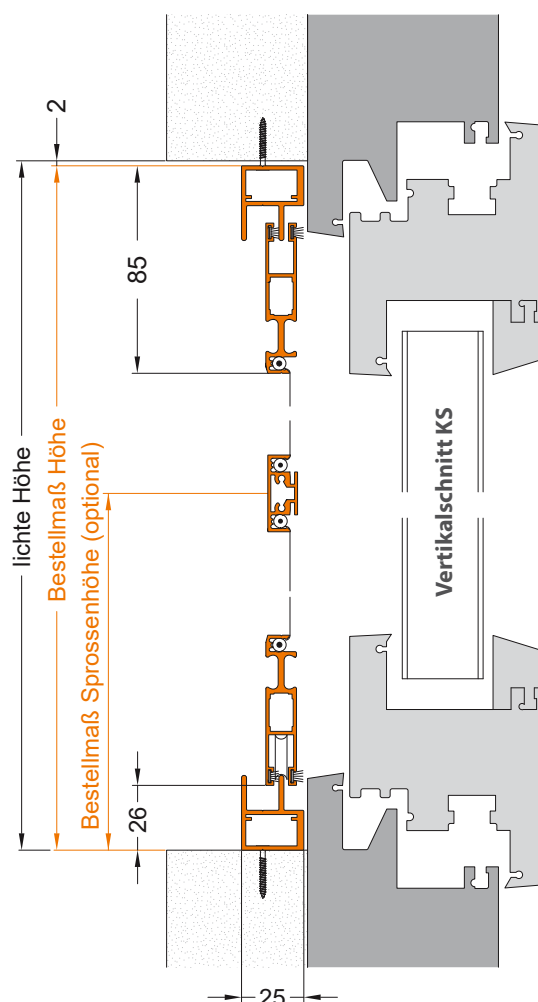 2
85
lichte Höhe
Bestellmaß Höhe
Bestellmaß Sprossenhöhe (optional)
Vertikalschnitt KS
26
25